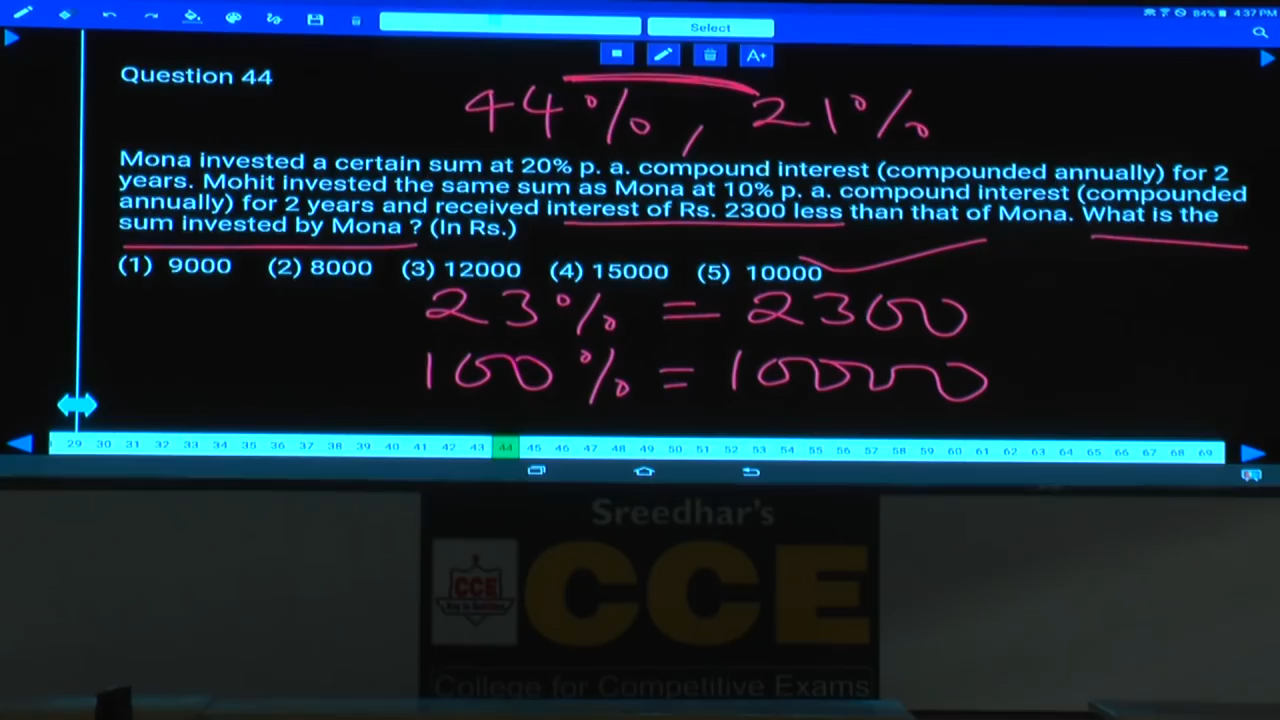 Select
84% 4:37 PM
A+
Question 44
44%, 21%
Mona invested a certain sum at 20% p. a. compound interest (compounded annually) for 2
years. Mohit invested the same sum as Mona at 10% p. a. compound interest (compounded
annually) for 2 years and received interest of Rs. 2300 less than that of Mona. What is the
sum invested by Mona ? (In Rs.)
(1) 9000 (2) 8000 (3) 12000 (4) 15000 (5) 10000
23% = 2300
100% = 10000
29 30 31 32 33 34 35 36 37 38 39 40 41 42 43 44 45 46 47 48 49 50 51 52 53 54 55 56 57 58 59 60 61 62 63 64 65 66 67 68 69
Sreedhar's
CCE
CCE
College for Competitive Exams